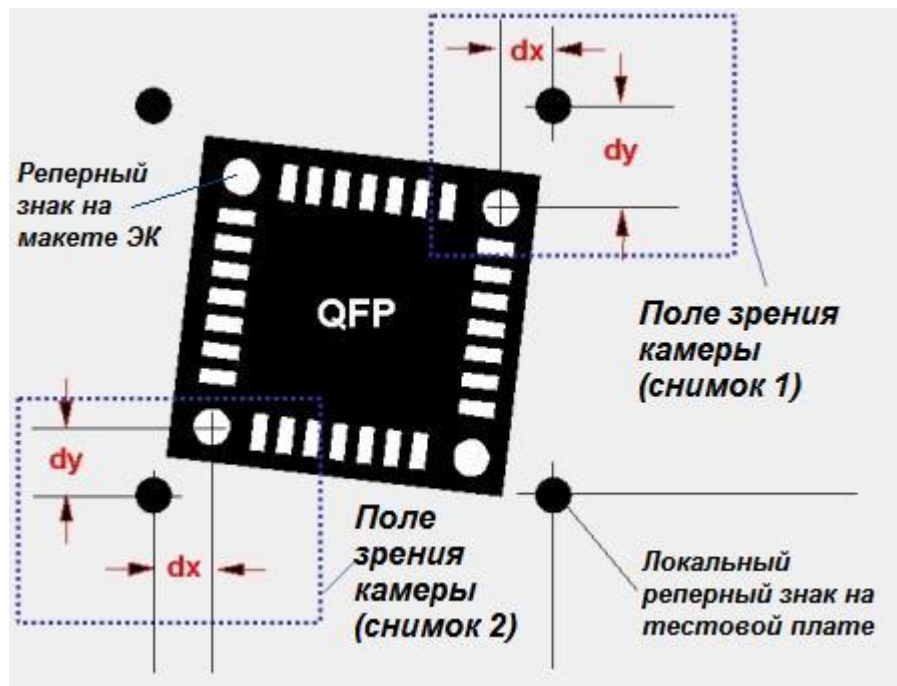 dx
dy
Реперный
знак на
макете ЭК
QFP
Поле зрения
камеры
(снимок 1)
dy
dx
Поле
зрения
камеры
(снимок 2)
Локальный
реперный знак на
тестовой плате